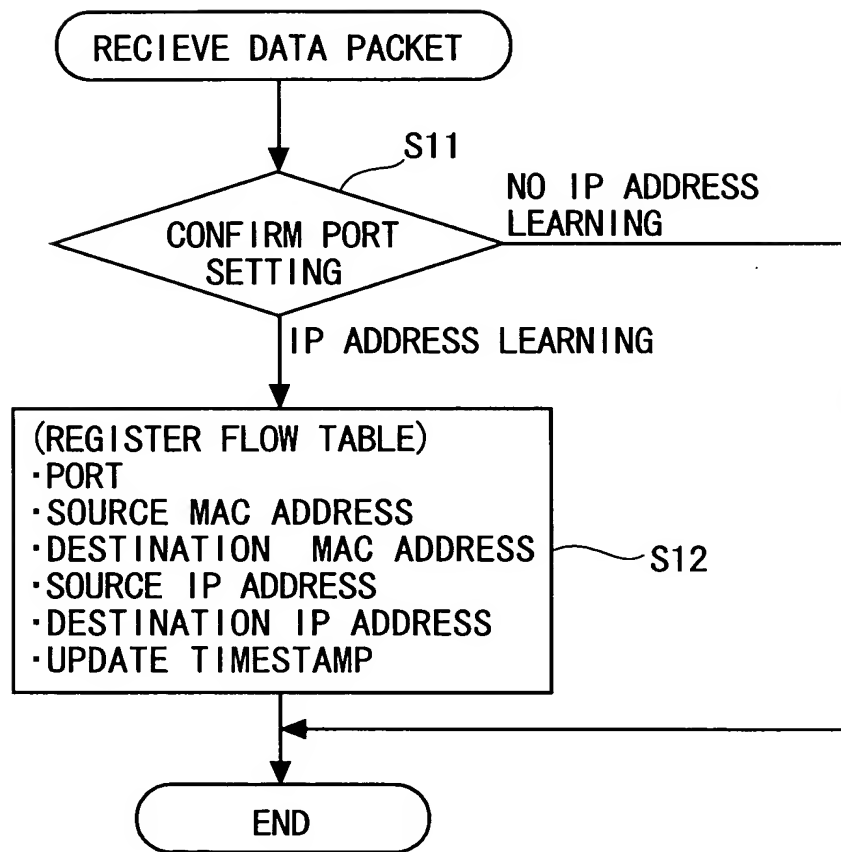 RECIEVE DATA PACKET
S11
NO IP ADDRESS
LEARNING
CONFIRM PORT
SETTING
IP ADDRESS LEARNING
(REGISTER FLOW TABLE)
·PORT
·SOURCE MAC ADDRESS
·DESTINATION MAC ADDRESS
·SOURCE IP ADDRESS
·DESTINATION IP ADDRESS
·UPDATE TIMESTAMP
S12
END